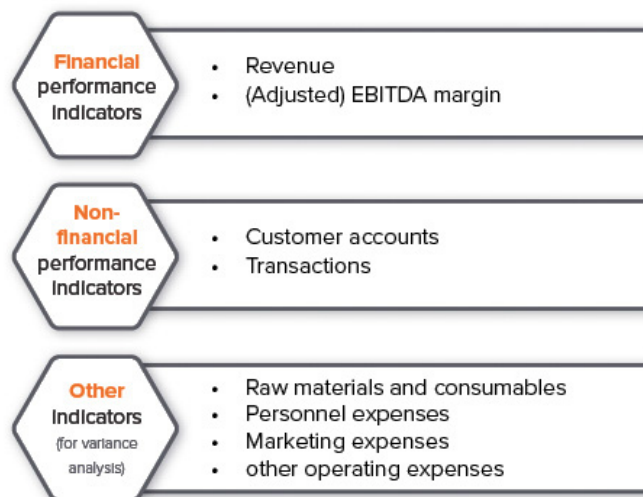 Financial
performance
indicators
• Revenue
• (Adjusted) EBITDA margin
Non-
financial
performance
indicators
• Customer accounts
• Transactions
Other
indicators
(for variance
analysis)
• Raw materials and consumables
• Personnel expenses
• Marketing expenses
• other operating expenses